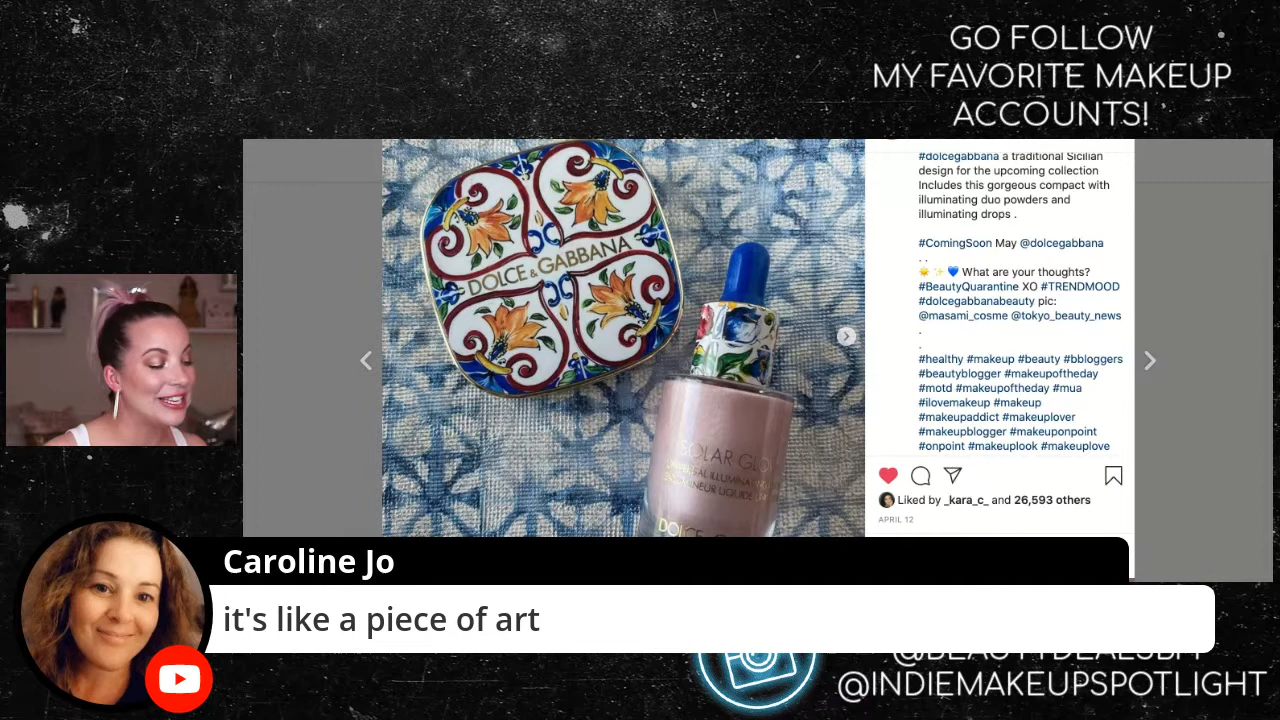 GO FOLLOW
MY FAVORITE MAKEUP
ACCOUNTS!
DOLCE & GABBANA
SOLAR GLO
#dolcegabbana a traditional Sicilian
design for the upcoming collection
Includes this gorgeous compact with
illuminating duo powders and
illuminating drops .
#ComingSoon May @dolcegabbana
. .
☀️ ✨ 💙 What are your thoughts?
#BeautyQuarantine XO #TRENDMOOD
#dolcegabbanabeauty pic:
@masami_cosme @tokyo_beauty_news
.
.
#healthy #makeup #beauty #bbloggers
#beautyblogger #makeupoftheday
#motd #makeupoftheday #mua
#ilovemakeup #makeup
#makeupaddict #makeuplover
#makeupblogger #makeuponpoint
#onpoint #makeuplook #makeuplove
Liked by _kara_c_ and 26,593 others
APRIL 12
Caroline Jo
it's like a piece of art
@INDIEMAKEUPSPOTLIGHT